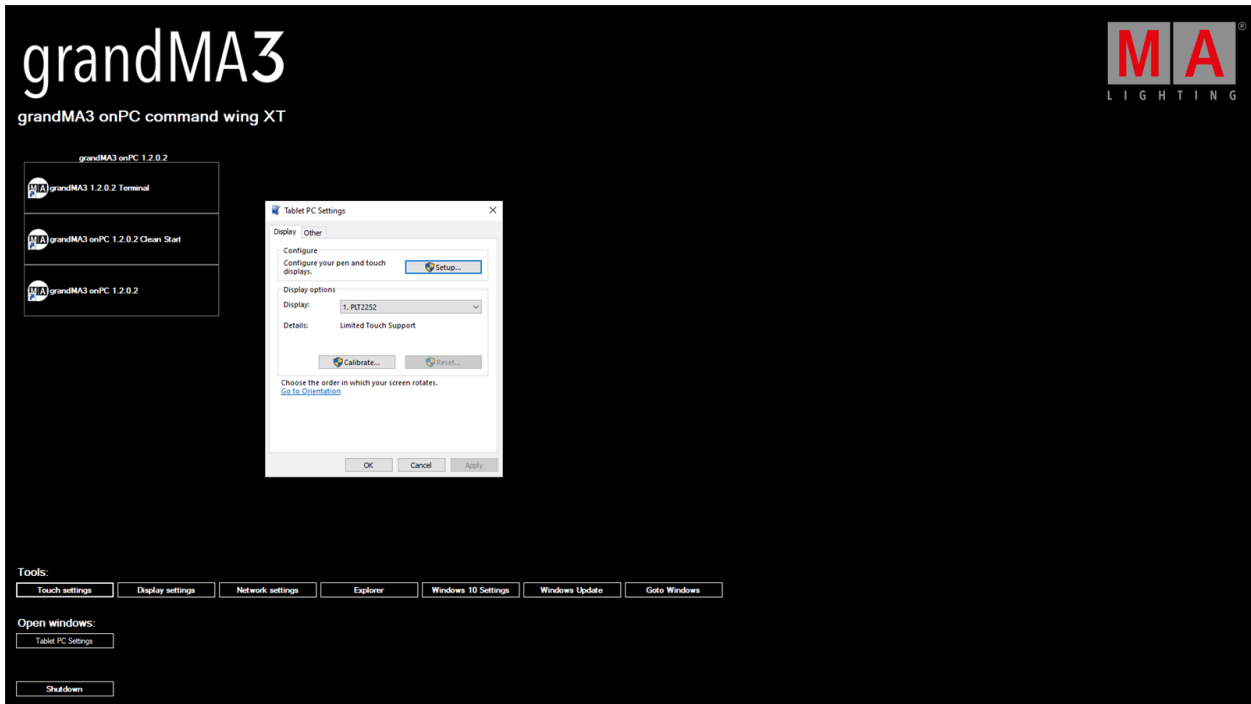 grandMA3
MA
®
LIGHTING
grandMA3 onPC command wing XT
grandMA3 onPC 1.2.0.2
MA grandMA3 1.2.0.2 Terminal
MA grandMA3 onPC 1.2.0.2 Clean Start
MA grandMA3 onPC 1.2.0.2
Tablet PC Settings
Display Other
Configure
Configure your pen and touch
displays.
Setup...
Display options
Display:
1. PLT2252
Details:
Limited Touch Support
Calibrate...
Reset...
Choose the order in which your screen rotates.
Go to Orientation
OK Cancel Apply
Tools:
Touch settings Display settings Network settings Explorer Windows 10 Settings Windows Update Goto Windows
Open windows:
Tablet PC Settings
Shutdown